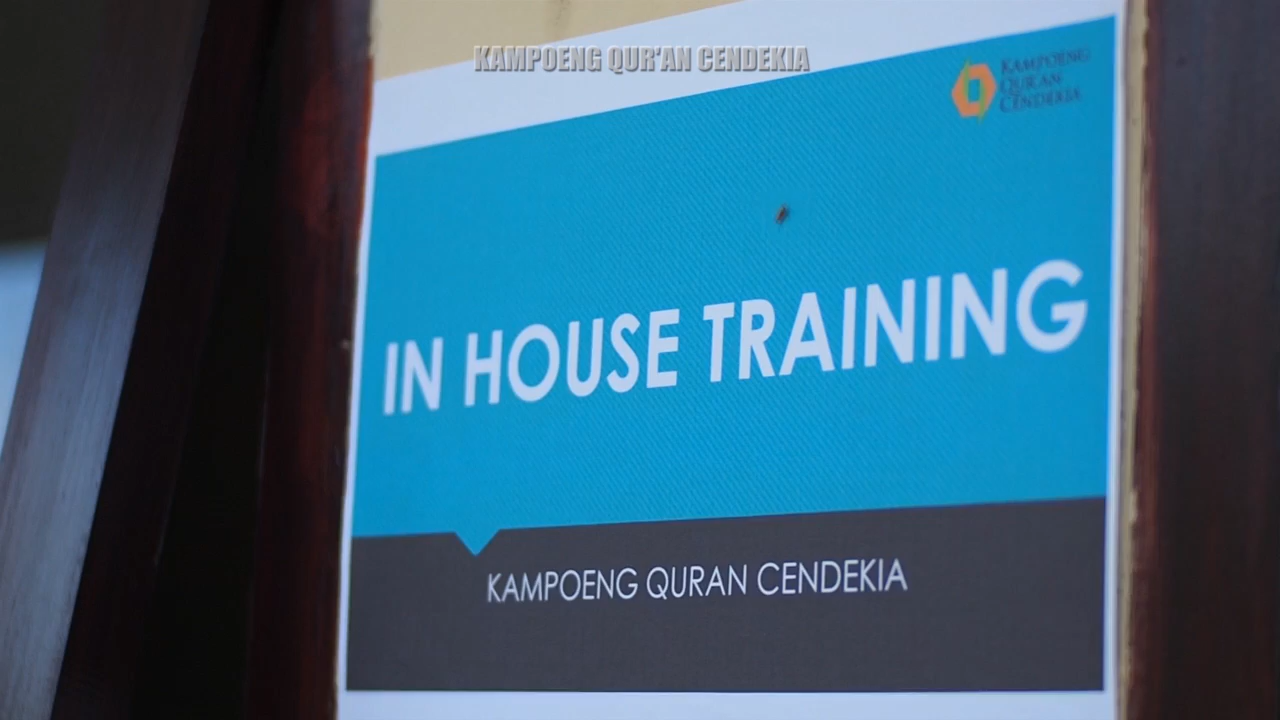 KAMPOENG QUR'AN CENDEKIA
KAMPOENG
QUR'AN
CENDEKIA
IN HOUSE TRAINING
KAMPOENG QURAN CENDEKIA